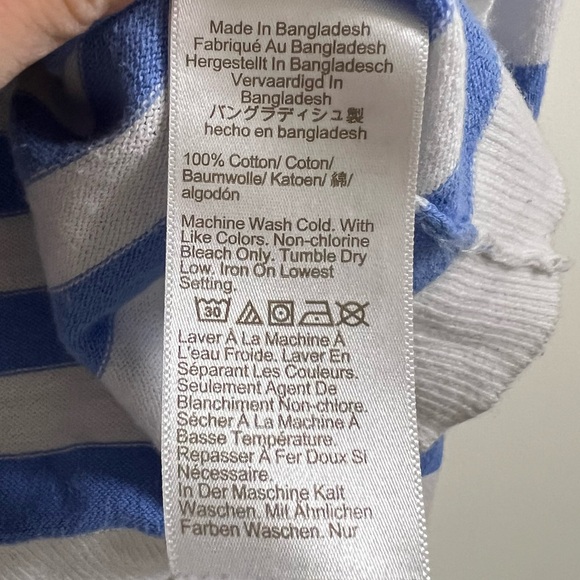 Made In Bangladesh
Fabriqué Au Bangladesh
Hergestellt In Bangladesch
Vervaardigd In
Bangladesh
バングラディシュ製
hecho en bangladesh
100% Cotton/ Coton/
Baumwolle/ Katoen/ 綿/
algodón
Machine Wash Cold. With
Like Colors. Non-chlorine
Bleach Only. Tumble Dry
Low. Iron On Lowest
Setting.
30
Laver À La Machine À
L'eau Froide. Laver En
Séparant Les Couleurs.
Seulement Agent De
Blanchiment Non-chlore.
Sécher À La Machine À
Basse Température.
Repasser À Fer Doux Si
Nécessaire.
In Der Maschine Kalt
Waschen. Mit Ähnlichen
Farben Waschen. Nur